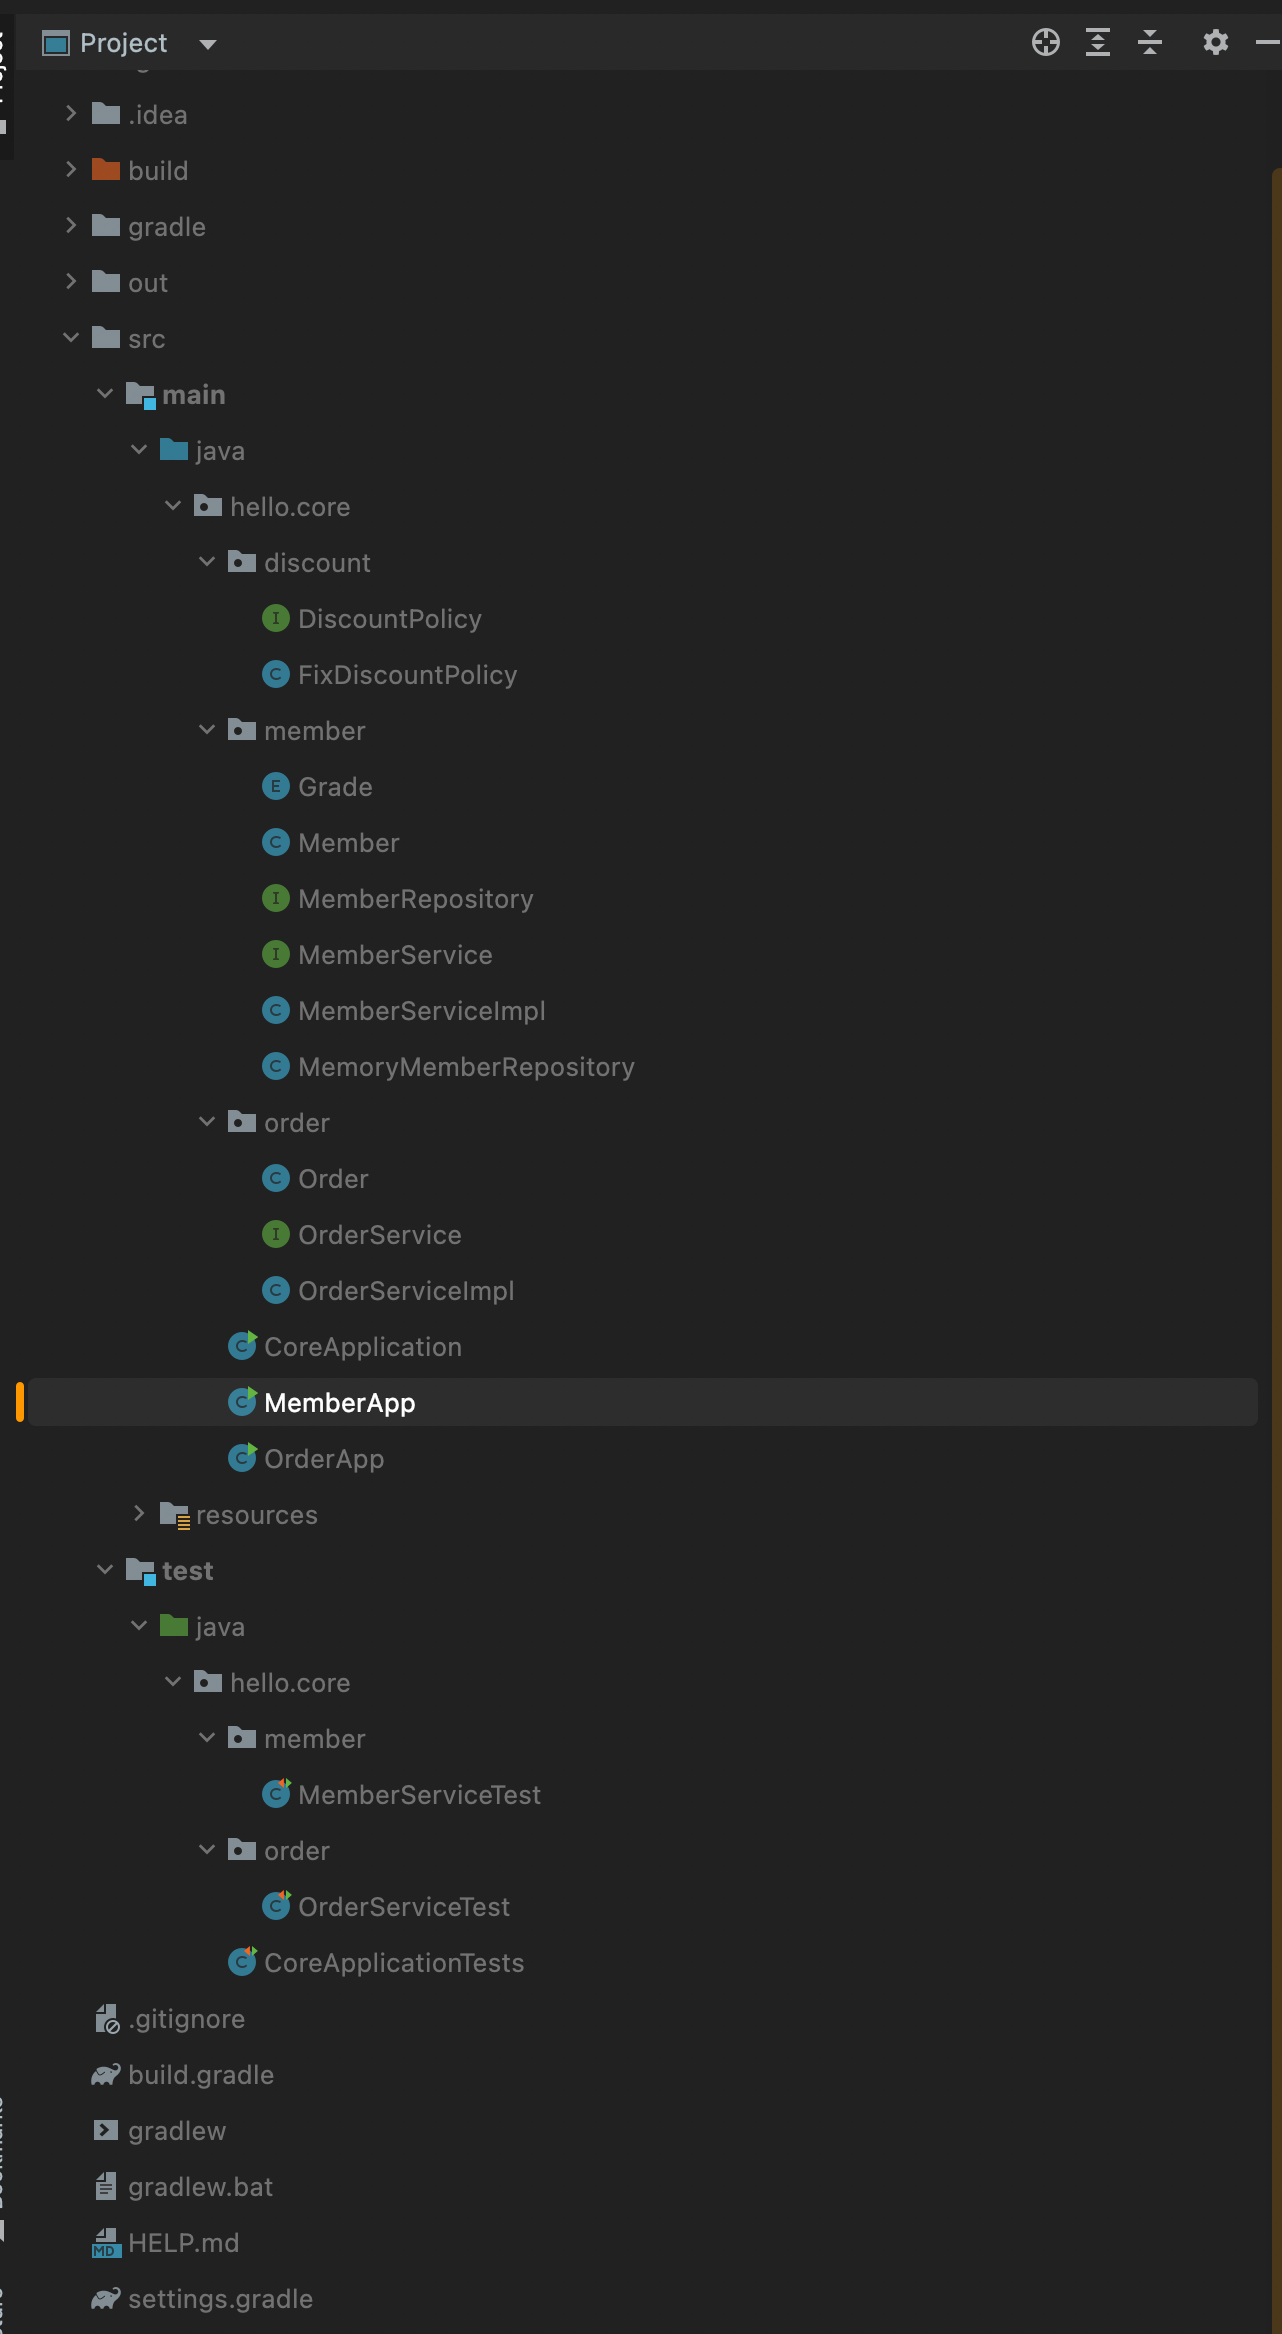 Project
.idea
build
gradle
out
src
main
java
hello.core
discount
DiscountPolicy
FixDiscountPolicy
member
Grade
Member
MemberRepository
MemberService
MemberServiceImpl
MemoryMemberRepository
order
Order
OrderService
OrderServiceImpl
CoreApplication
MemberApp
OrderApp
resources
test
java
hello.core
member
MemberServiceTest
order
OrderServiceTest
CoreApplicationTests
.gitignore
build.gradle
gradlew
gradlew.bat
HELP.md
settings.gradle